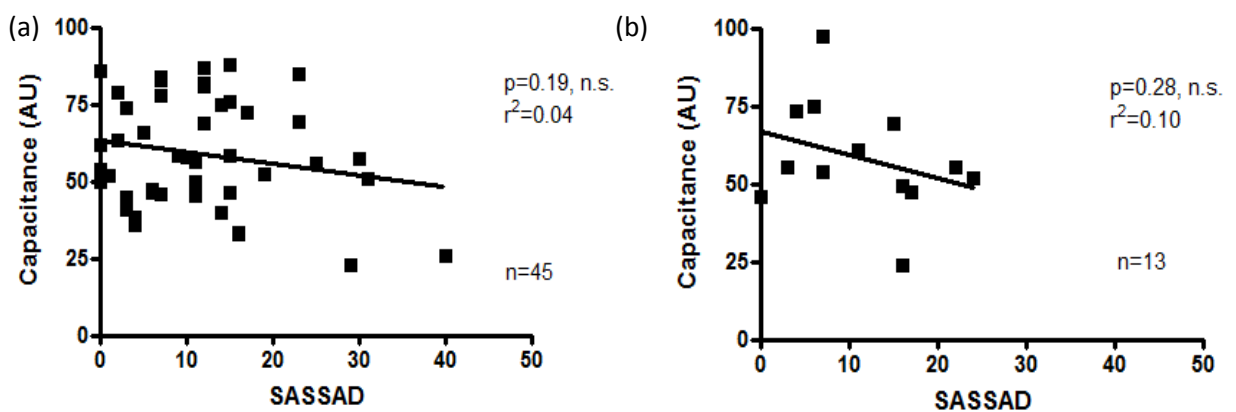 (a)
Capacitance (AU)
100
75
50
25
0
p=0.19, n.s.
r²=0.04
n=45
0 10 20 30 40 50
SASSAD
(b)
Capacitance (AU)
100
75
50
25
0
p=0.28, n.s.
r²=0.10
n=13
0 10 20 30 40 50
SASSAD